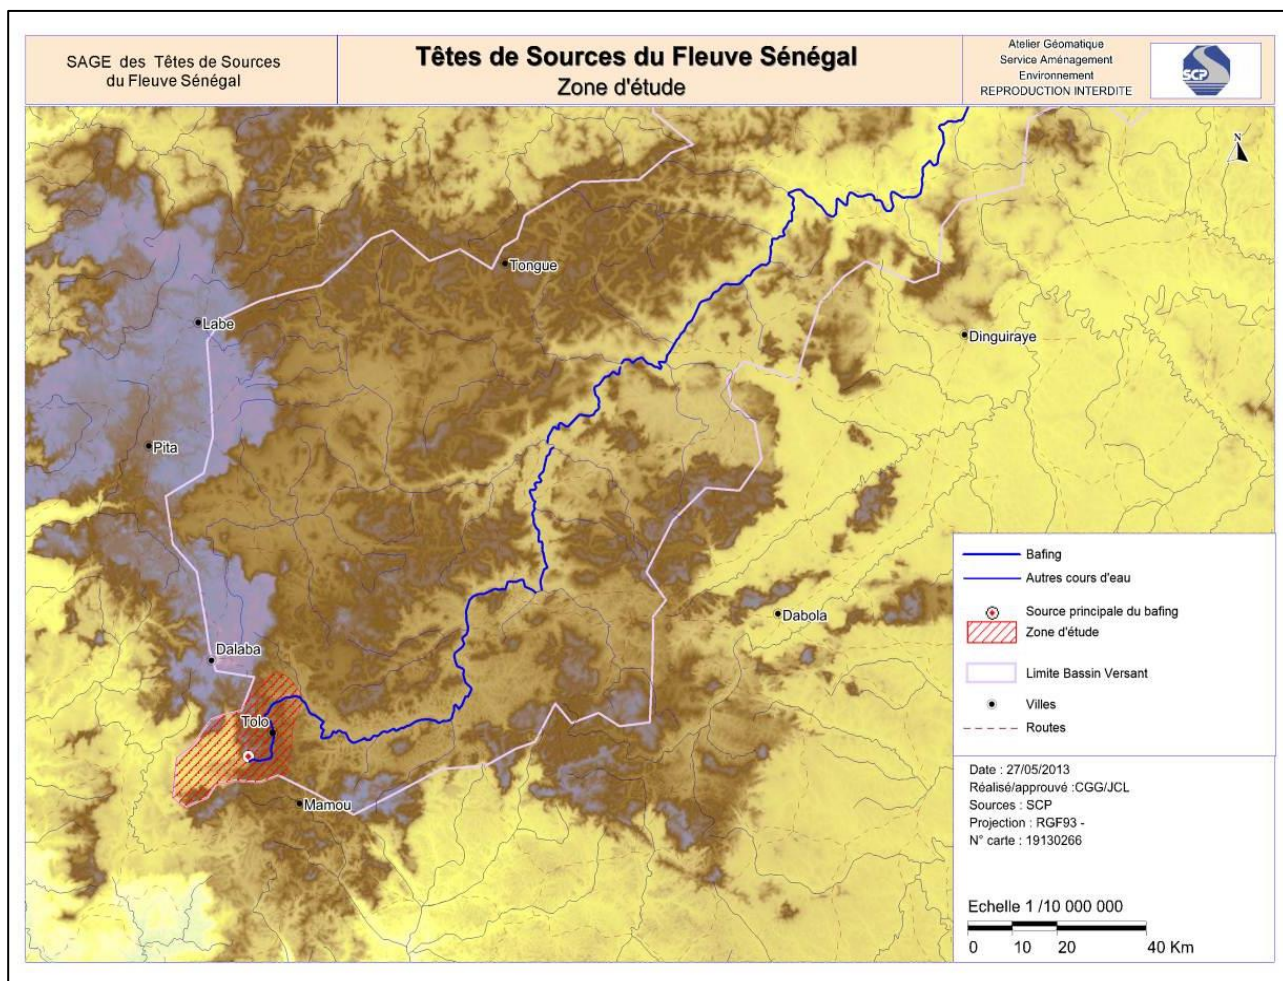 SAGE des Têtes de Sources
du Fleuve Sénégal
Têtes de Sources du Fleuve Sénégal
Zone d'étude
Atelier Géomatique
Service Aménagement
Environnement
REPRODUCTION INTERDITE
SCP
N
Tongue
Labe
Dinguiraye
Pita
Dabola
Dalaba
Tolo
Mamou
Bafing
Autres cours d'eau
Source principale du bafing
Zone d'étude
Limite Bassin Versant
Villes
Routes
Date : 27/05/2013
Réalisé/approuvé :CGG/JCL
Sources : SCP
Projection : RGF93 -
N° carte : 19130266
Echelle 1 /10 000 000
0 10 20 40 Km